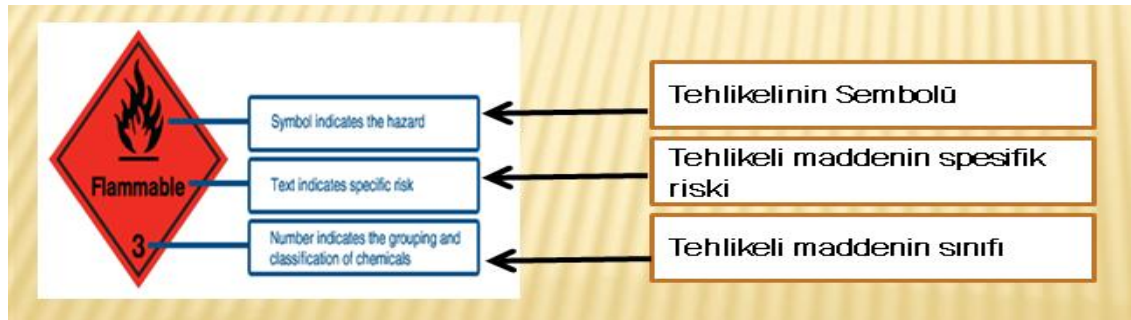 Flammable
3
Symbol indicates the hazard
Text indicates specific risk
Number indicates the grouping and
classification of chemicals
Tehlikelinin Sembolü
Tehlikeli maddenin spesifik
riski
Tehlikeli maddenin sınıfı